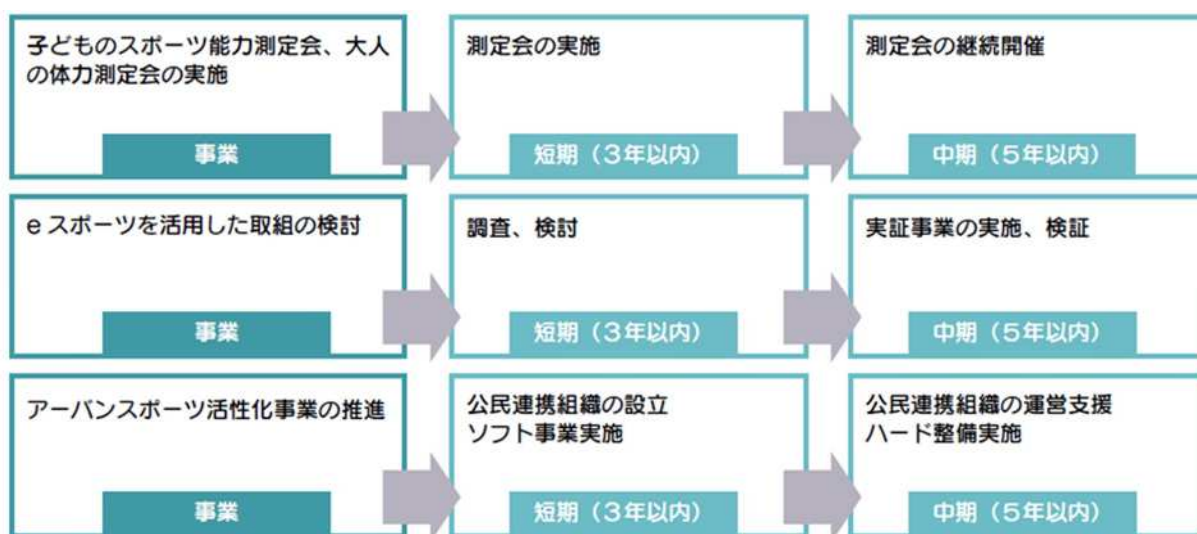 子どものスポーツ能力測定会、大人
の体力測定会の実施
事業
測定会の実施
短期（３年以内）
測定会の継続開催
中期（５年以内）
e スポーツを活用した取組の検討
事業
調査、検討
短期（３年以内）
実証事業の実施、検証
中期（５年以内）
アーバンスポーツ活性化事業の推進
事業
公民連携組織の設立
ソフト事業実施
短期（３年以内）
公民連携組織の運営支援
ハード整備実施
中期（５年以内）